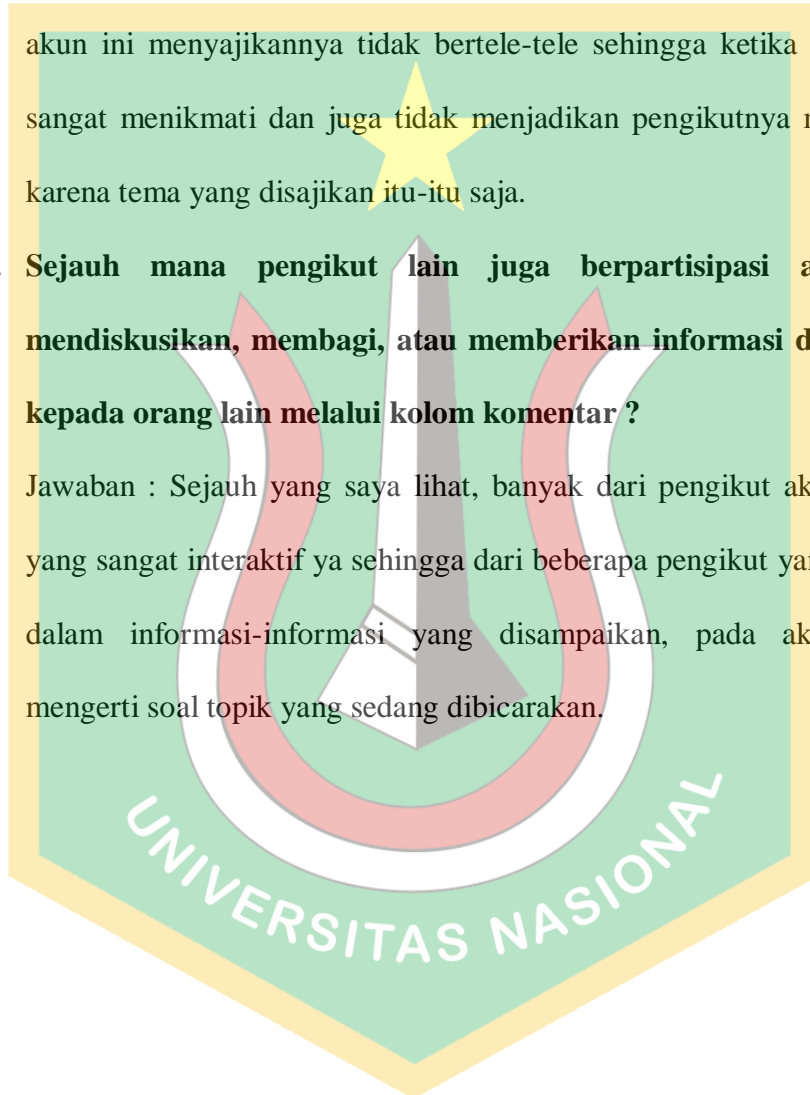 akun ini menyajikannya tidak bertele-tele sehingga ketika
sangat menikmati dan juga tidak menjadikan pengikutnya
karena tema yang disajikan itu-itu saja.
Sejauh mana pengikut lain juga berpartisipasi
mendiskusikan, membagi, atau memberikan informasi
kepada orang lain melalui kolom komentar ?
Jawaban : Sejauh yang saya lihat, banyak dari pengikut
yang sangat interaktif ya sehingga dari beberapa pengikut
dalam informasi-informasi yang disampaikan, pada
mengerti soal topik yang sedang dibicarakan.
UNIVERSITAS NASIONAL